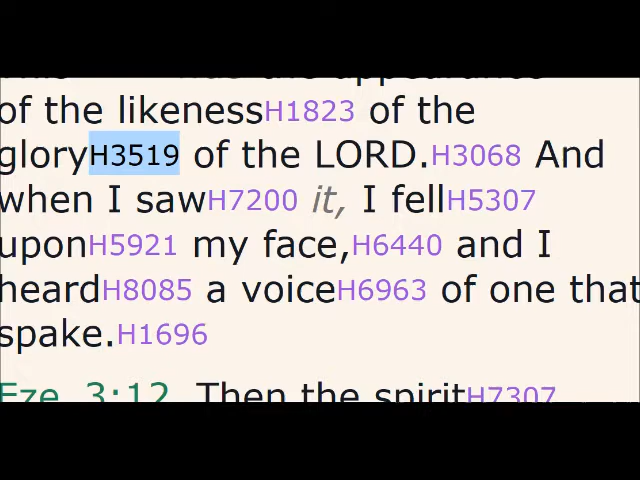 of the likenessH1823 of the
gloryH3519 of the LORD.H3068 And
when I sawH7200 it, I fellH5307
uponH5921 my face,H6440 and I
heardH8085 a voiceH6963 of one that
spake.H1696
Eze 3:12 Then the spiritH7307